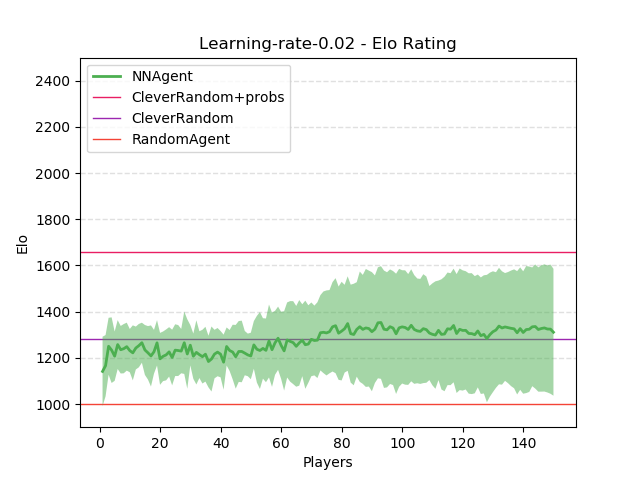 Learning-rate-0.02 - Elo Rating
NNAgent
CleverRandom+probs
CleverRandom
RandomAgent
2400
2200
2000
1800
1600
1400
1200
1000
Elo
0 20 40 60 80 100 120 140
Players